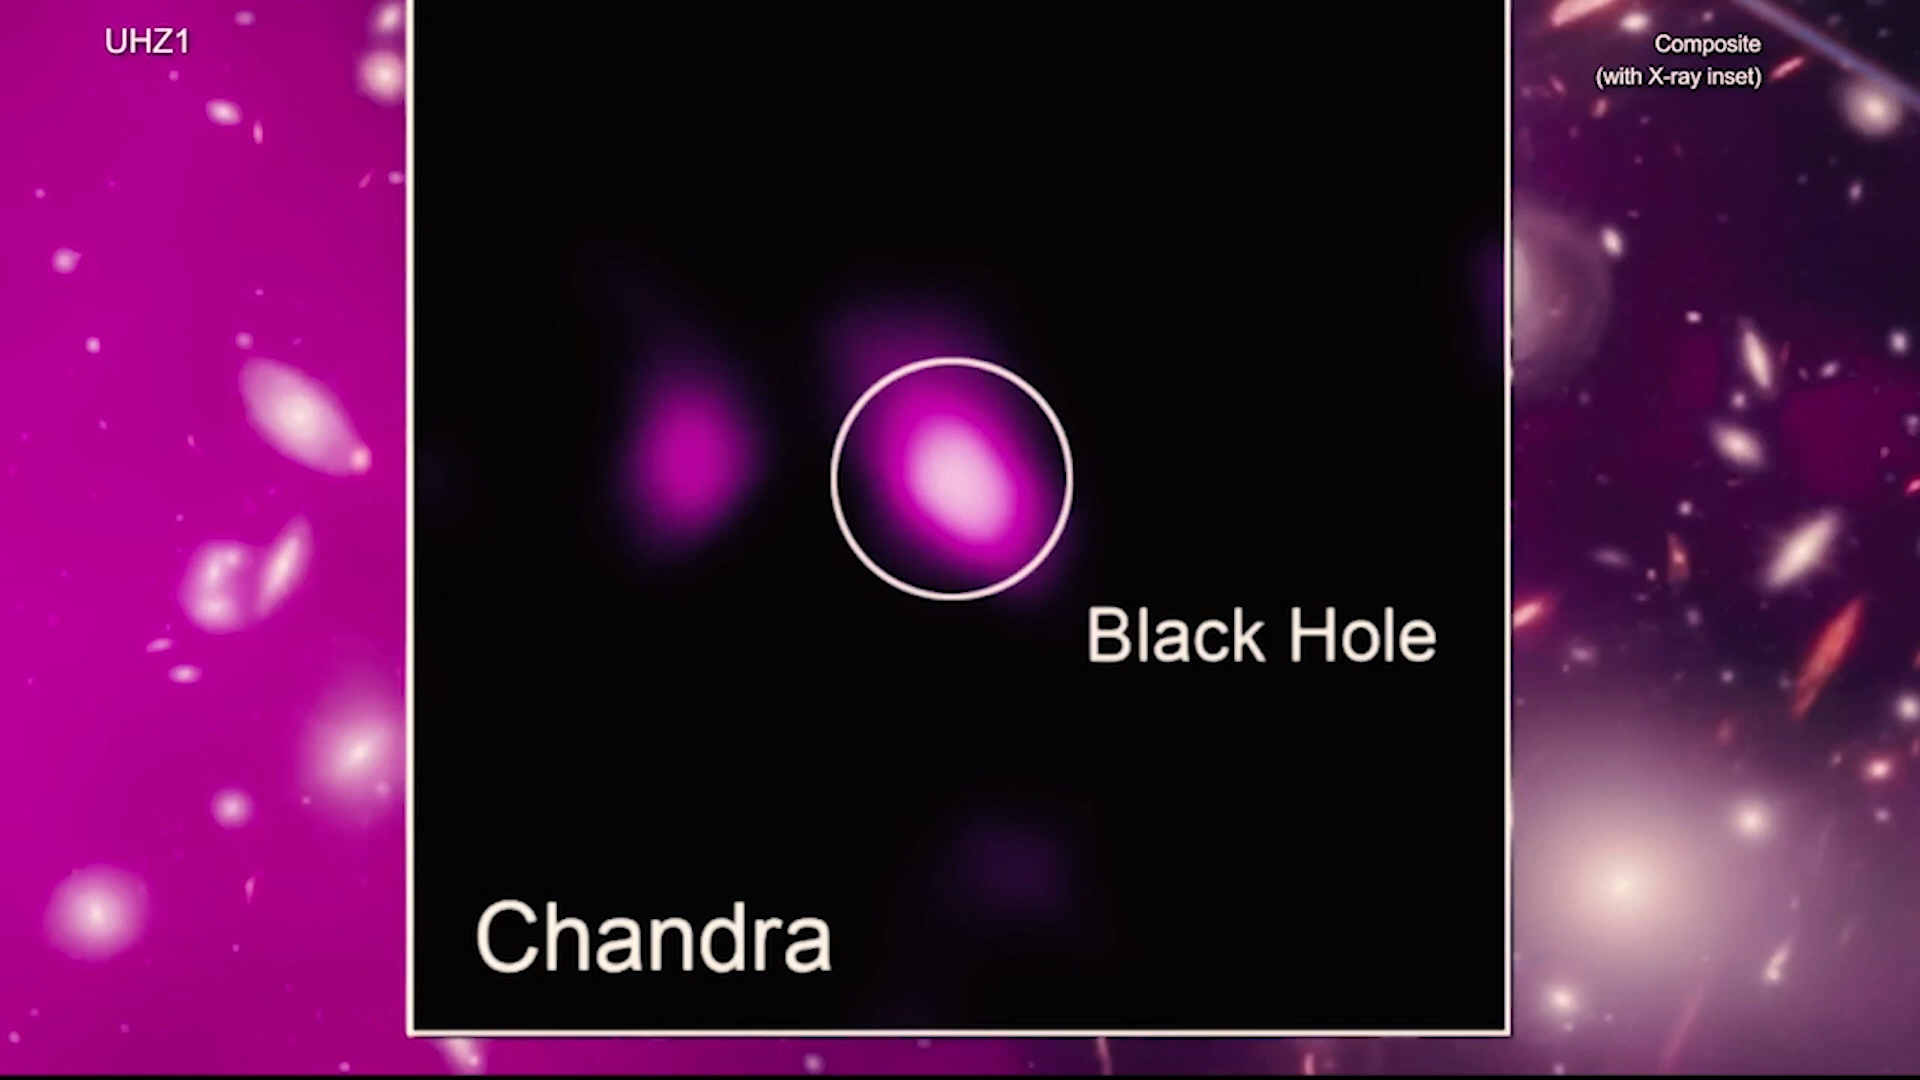 UHZ1
Composite
(with X-ray inset)
Black Hole
Chandra